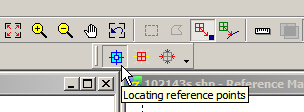 102143s.shp - Reference Ma
Locating reference points